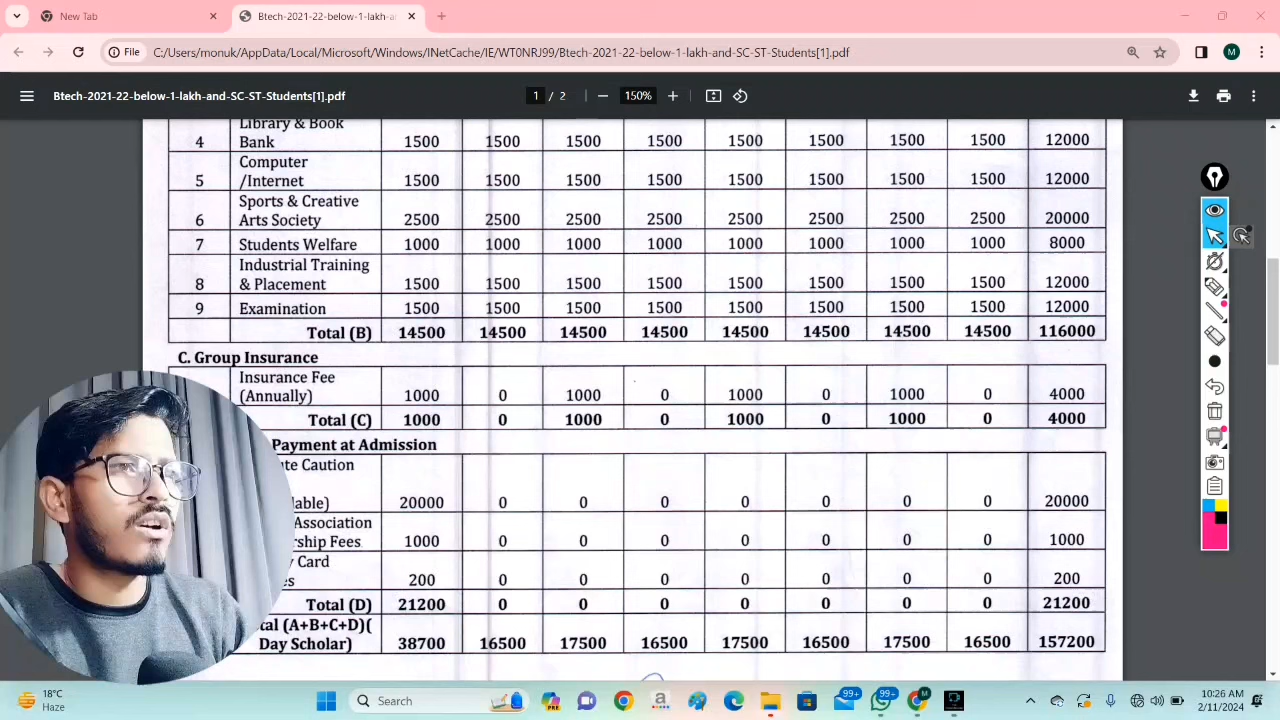 New Tab
Btech-2021-22-below-1-lakh-an
File C:/Users/monuk/AppData/Local/Microsoft/Windows/INetCache/IE/WT0NRJ99/Btech-2021-22-below-1-lakh-and-SC-ST-Students[1].pdf
M
Btech-2021-22-below-1-lakh-and-SC-ST-Students[1].pdf
1 / 2
150%
4 Library & Book
Bank 1500 1500 1500 1500 1500 1500 1500 1500 12000
5 Computer
/Internet 1500 1500 1500 1500 1500 1500 1500 1500 12000
6 Sports & Creative
Arts Society 2500 2500 2500 2500 2500 2500 2500 2500 20000
7 Students Welfare 1000 1000 1000 1000 1000 1000 1000 1000 8000
8 Industrial Training
& Placement 1500 1500 1500 1500 1500 1500 1500 1500 12000
9 Examination 1500 1500 1500 1500 1500 1500 1500 1500 12000
Total (B) 14500 14500 14500 14500 14500 14500 14500 14500 116000
C. Group Insurance
Insurance Fee
(Annually) 1000 0 1000 0 1000 0 1000 0 4000
Total (C) 1000 0 1000 0 1000 0 1000 0 4000
Payment at Admission
Caution
20000 0 0 0 0 0 0 0 20000
Association
Fees 1000 0 0 0 0 0 0 0 1000
Card
200 0 0 0 0 0 0 0 200
Total (D) 21200 0 0 0 0 0 0 0 21200
(A+B+C+D)(
Day Scholar) 38700 16500 17500 16500 17500 16500 17500 16500 157200
18°C
Haze
Search
99+
99+
M
10:26 AM
2/11/2024